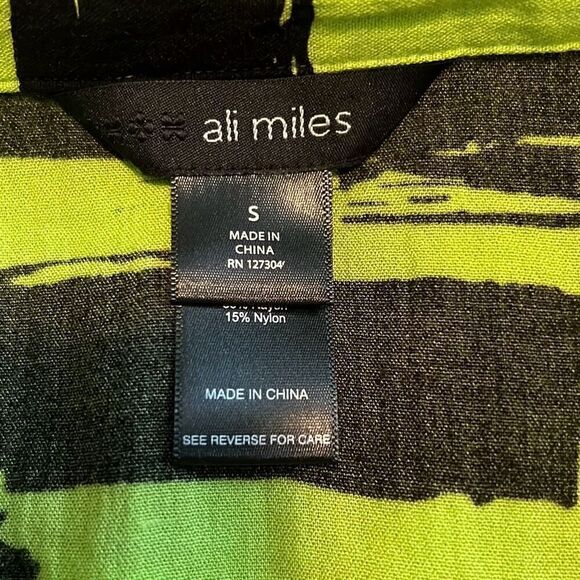 ali miles
S
MADE IN
CHINA
RN 127304
15% Nylon
MADE IN CHINA
SEE REVERSE FOR CARE